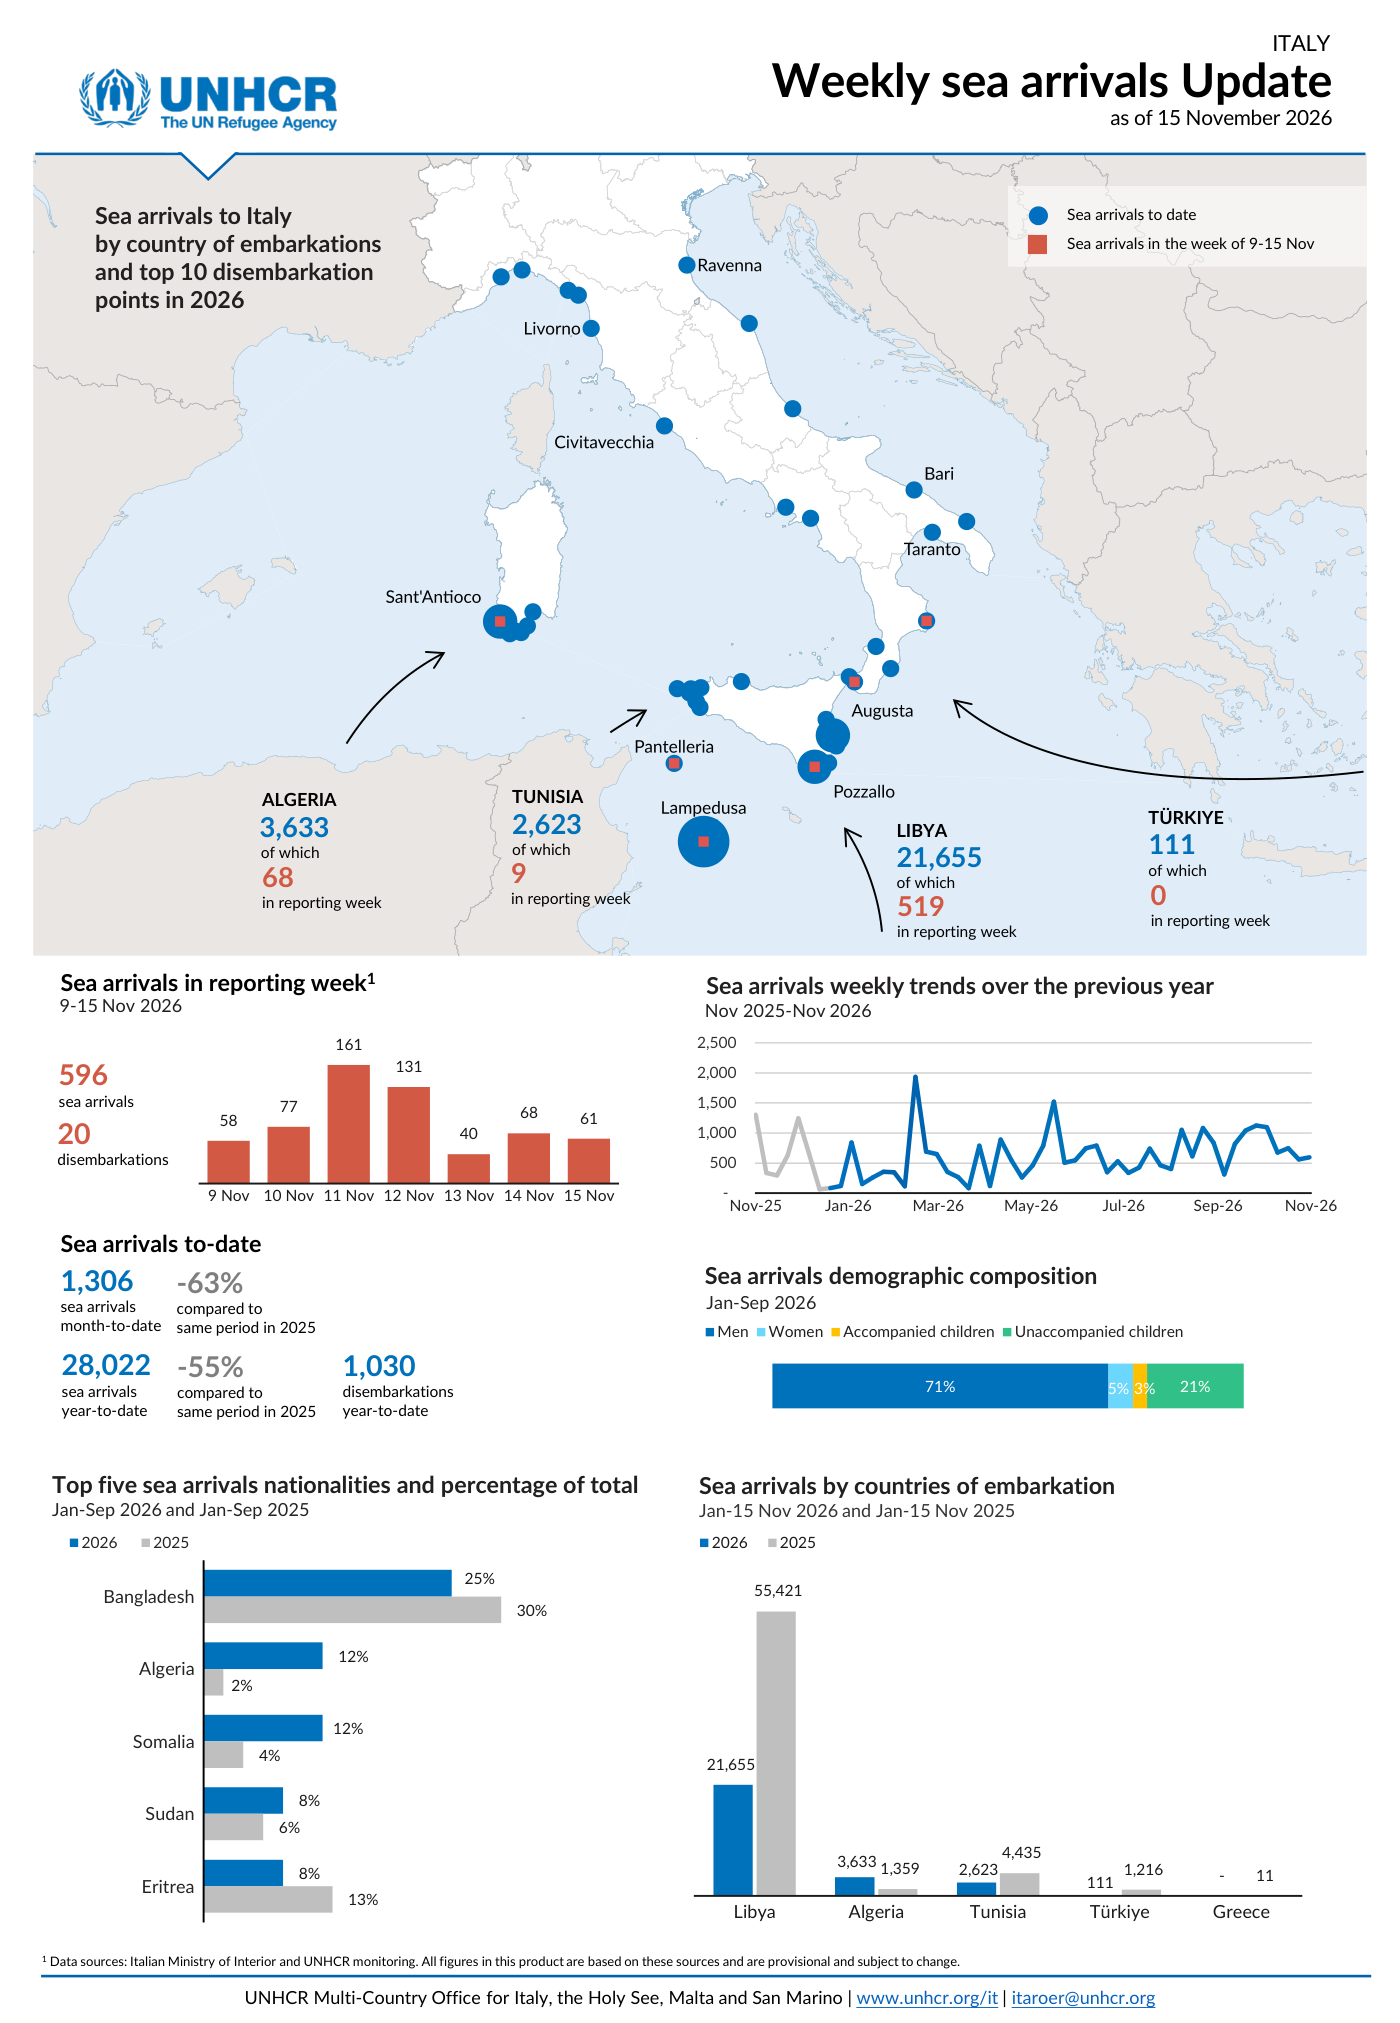 ITALY
Weekly sea arrivals Update
as of 15 November 2026
UNHCR
The UN Refugee Agency
Sea arrivals to Italy
by country of embarkations
and top 10 disembarkation
points in 2026
Sea arrivals to date
Sea arrivals in the week of 9-15 Nov
Ravenna
Livorno
Civitavecchia
Bari
Taranto
Sant'Antioco
Augusta
Pantelleria
Pozzallo
Lampedusa
ALGERIA
3,633
of which
68
in reporting week
TUNISIA
2,623
of which
9
in reporting week
LIBYA
21,655
of which
519
in reporting week
TÜRKIYE
111
of which
0
in reporting week
Sea arrivals in reporting week¹
9-15 Nov 2026
596
sea arrivals
20
disembarkations
58
77
161
131
40
68
61
9 Nov 10 Nov 11 Nov 12 Nov 13 Nov 14 Nov 15 Nov
Sea arrivals weekly trends over the previous year
Nov 2025-Nov 2026
2,500
2,000
1,500
1,000
500
-
Nov-25 Jan-26 Mar-26 May-26 Jul-26 Sep-26 Nov-26
Sea arrivals to-date
1,306
sea arrivals
month-to-date
-63%
compared to
same period in 2025
28,022
sea arrivals
year-to-date
-55%
compared to
same period in 2025
1,030
disembarkations
year-to-date
Sea arrivals demographic composition
Jan-Sep 2026
Men Women Accompanied children Unaccompanied children
71% 5% 3% 21%
Top five sea arrivals nationalities and percentage of total
Jan-Sep 2026 and Jan-Sep 2025
2026 2025
Bangladesh
25%
30%
Algeria
12%
2%
Somalia
12%
4%
Sudan
8%
6%
Eritrea
8%
13%
Sea arrivals by countries of embarkation
Jan-15 Nov 2026 and Jan-15 Nov 2025
2026 2025
21,655
55,421
3,633
1,359
2,623
4,435
111
1,216
-
11
Libya Algeria Tunisia Türkiye Greece
¹ Data sources: Italian Ministry of Interior and UNHCR monitoring. All figures in this product are based on these sources and are provisional and subject to change.
UNHCR Multi-Country Office for Italy, the Holy See, Malta and San Marino | www.unhcr.org/it | itaroer@unhcr.org